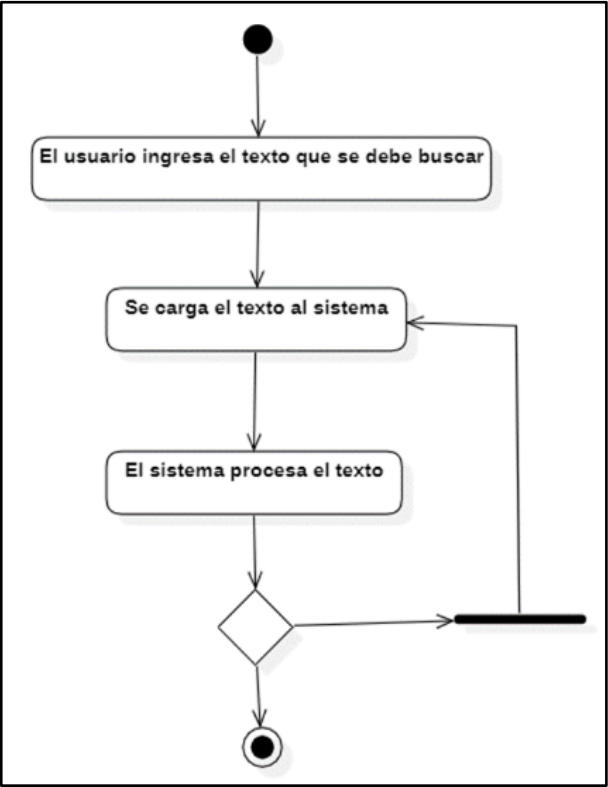 El usuario ingresa el texto que se debe buscar
Se carga el texto al sistema
El sistema procesa el texto